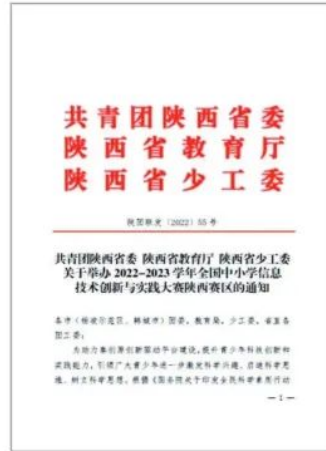 共青团陕西省委
陕西省教育厅
陕西省少工委
陕团联发〔2022〕55号
共青团陕西省委 陕西省教育厅 陕西省少工委
关于举办2022-2023学年全国中小学信息
技术创新与实践大赛陕西赛区的通知
各市（杨凌示范区、韩城市）团委、教育局、少工委，省直各
团工委：
为助力秦创原创新驱动平台建设，提升青少年科技创新和
实践能力，引领广大青少年进一步激发科学兴趣，启迪科学思
维，树立科学思想，根据《国务院关于印发全民科学素质行动
— 1 —